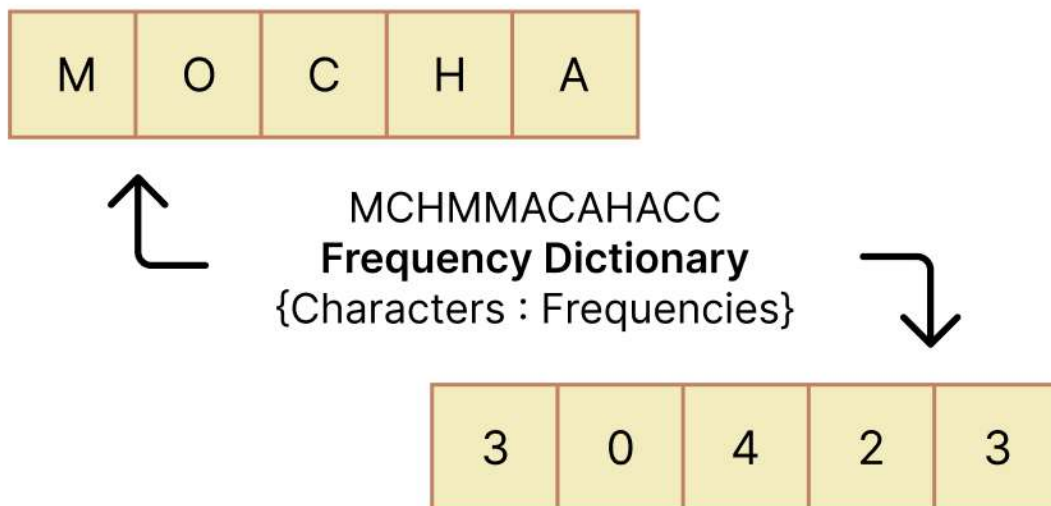 M O C H A
MCHMMACAHACC
Frequency Dictionary
{Characters : Frequencies}
3 0 4 2 3